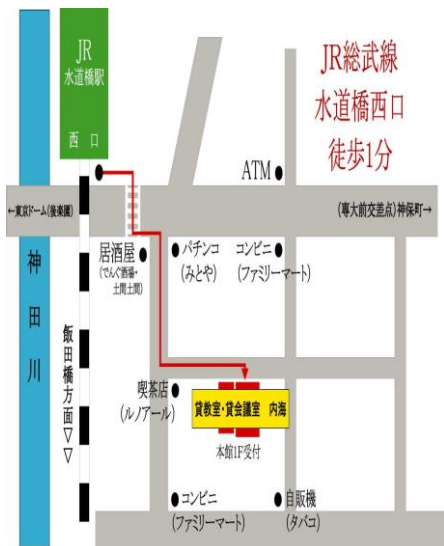 JR
水道橋駅
西 口
JR総武線
水道橋西口
徒歩1分
ATM
←東京ドーム(後楽園)
(専大前交差点)神保町→
神田川
居酒屋
(でんぐ酒場・
土間土間)
パチンコ
(みとや)
コンビニ
(ファミリーマート)
飯田橋方面▽▽
喫茶店
(ルノアール)
貸教室・貸会議室 内海
本館1F受付
コンビニ
(ファミリーマート)
自販機
(タバコ)